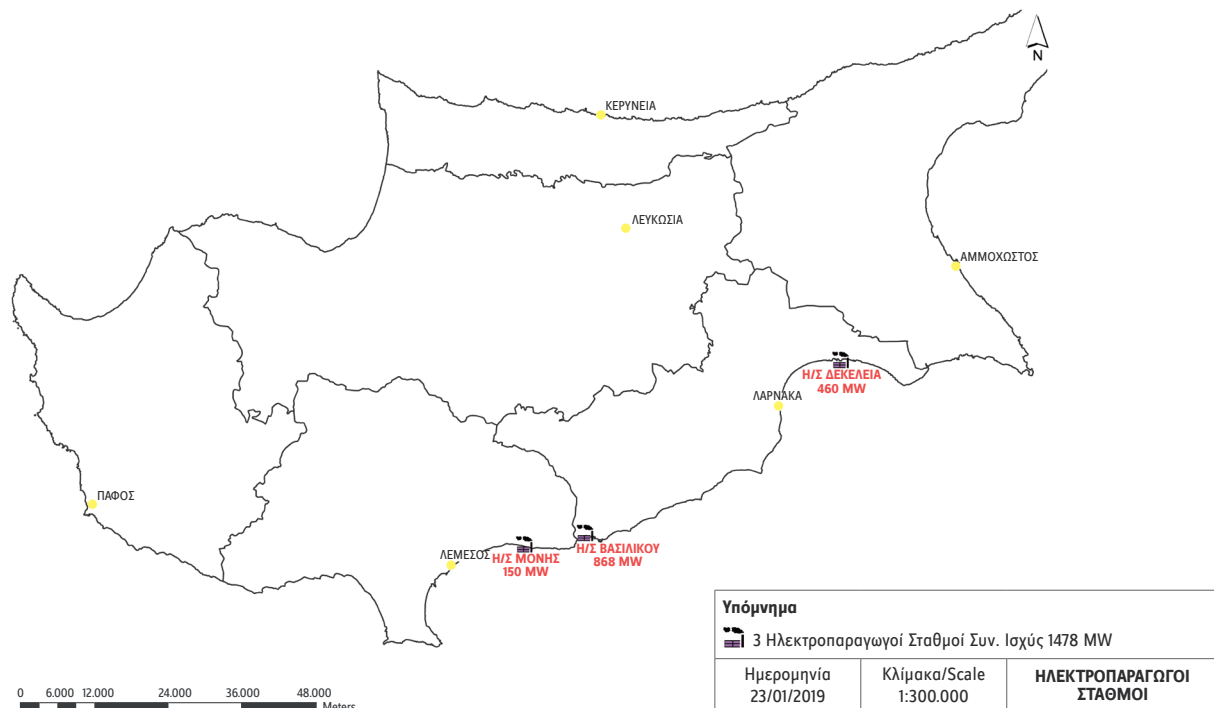 N
ΚΕΡΥΝΕΙΑ
ΛΕΥΚΩΣΙΑ
ΑΜΜΟΧΩΣΤΟΣ
Η/Σ ΔΕΚΕΛΕΙΑ
460 MW
ΛΑΡΝΑΚΑ
ΠΑΦΟΣ
ΛΕΜΕΣΟΣ
Η/Σ ΜΟΝΗΣ
150 MW
Η/Σ ΒΑΣΙΛΙΚΟΥ
868 MW
Υπόμνημα
3 Ηλεκτροπαραγωγοί Σταθμοί Συν. Ισχύς 1478 MW
Ημερομηνία
23/01/2019
Κλίμακα/Scale
1:300.000
ΗΛΕΚΤΡΟΠΑΡΑΓΩΓΟΙ
ΣΤΑΘΜΟΙ
0 6.000 12.000 24.000 36.000 48.000
Meters